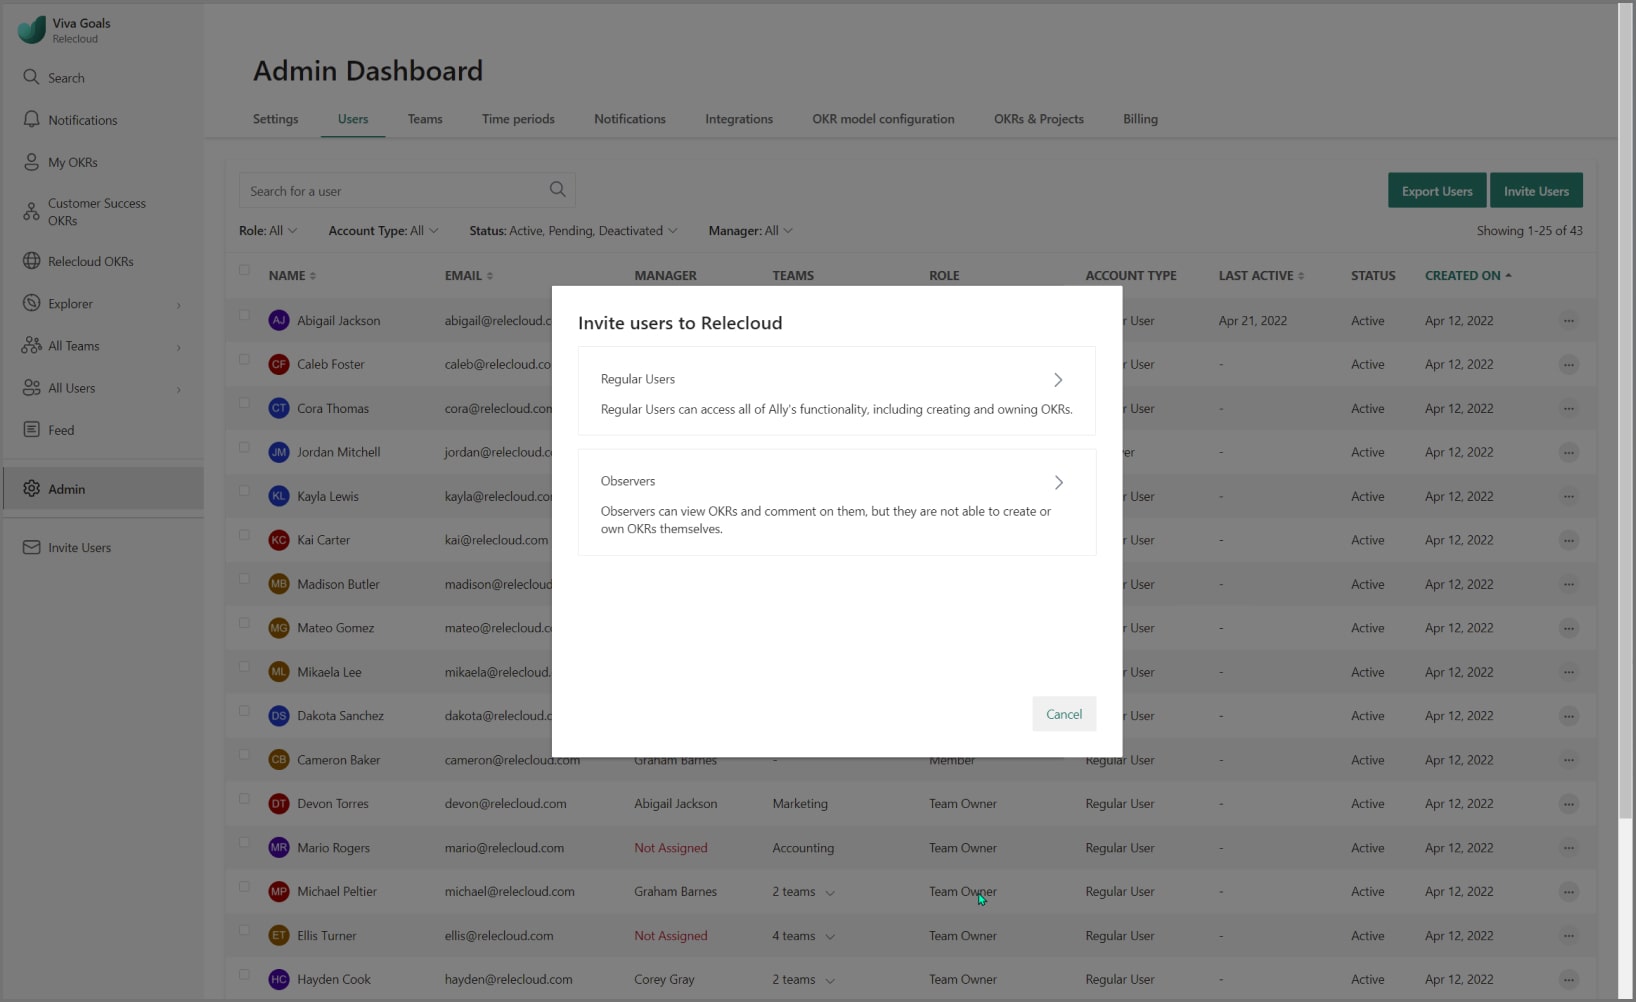 Viva Goals
Relecloud
Search
Notifications
My OKRs
Customer Success
OKRs
Relecloud OKRs
Explorer
All Teams
All Users
Feed
Admin
Invite Users
Admin Dashboard
Settings Users Teams Time periods Notifications Integrations OKR model configuration OKRs & Projects Billing
Search for a user
Export Users Invite Users
Role: All Account Type: All Status: Active, Pending, Deactivated Manager: All Showing 1-25 of 43
NAME EMAIL MANAGER TEAMS ROLE ACCOUNT TYPE LAST ACTIVE STATUS CREATED ON
AJ Abigail Jackson abigail@relecloud.c r User Apr 21, 2022 Active Apr 12, 2022
CF Caleb Foster caleb@relecloud.co r User - Active Apr 12, 2022
CT Cora Thomas cora@relecloud.com r User - Active Apr 12, 2022
JM Jordan Mitchell jordan@relecloud.c er - Active Apr 12, 2022
KL Kayla Lewis kayla@relecloud.co r User - Active Apr 12, 2022
KC Kai Carter kai@relecloud.com r User - Active Apr 12, 2022
MB Madison Butler madison@relecloud r User - Active Apr 12, 2022
MG Mateo Gomez mateo@relecloud.c r User - Active Apr 12, 2022
ML Mikaela Lee mikaela@relecloud. r User - Active Apr 12, 2022
DS Dakota Sanchez dakota@relecloud.c r User - Active Apr 12, 2022
CB Cameron Baker cameron@relecloud.com Graham Barnes - Member Regular User - Active Apr 12, 2022
DT Devon Torres devon@relecloud.com Abigail Jackson Marketing Team Owner Regular User - Active Apr 12, 2022
MR Mario Rogers mario@relecloud.com Not Assigned Accounting Team Owner Regular User - Active Apr 12, 2022
MP Michael Peltier michael@relecloud.com Graham Barnes 2 teams Team Owner Regular User - Active Apr 12, 2022
ET Ellis Turner ellis@relecloud.com Not Assigned 4 teams Team Owner Regular User - Active Apr 12, 2022
HC Hayden Cook hayden@relecloud.com Corey Gray 2 teams Team Owner Regular User - Active Apr 12, 2022
Invite users to Relecloud
Regular Users
Regular Users can access all of Ally's functionality, including creating and owning OKRs.
Observers
Observers can view OKRs and comment on them, but they are not able to create or
own OKRs themselves.
Cancel